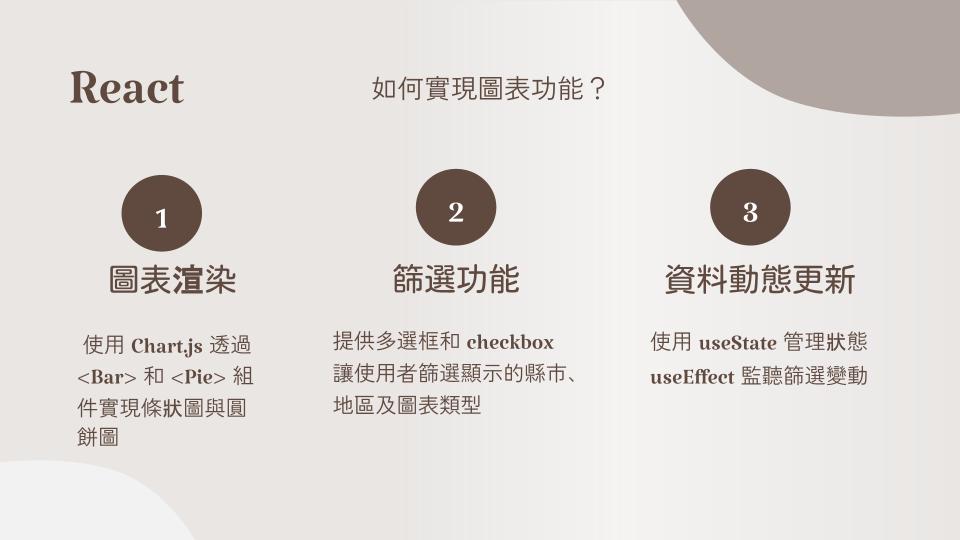 React
如何實現圖表功能？
1
圖表渲染
使用 Chart.js 透過
<Bar> 和 <Pie> 組
件實現條狀圖與圓
餅圖
2
篩選功能
提供多選框和 checkbox
讓使用者篩選顯示的縣市、
地區及圖表類型
3
資料動態更新
使用 useState 管理狀態
useEffect 監聽篩選變動